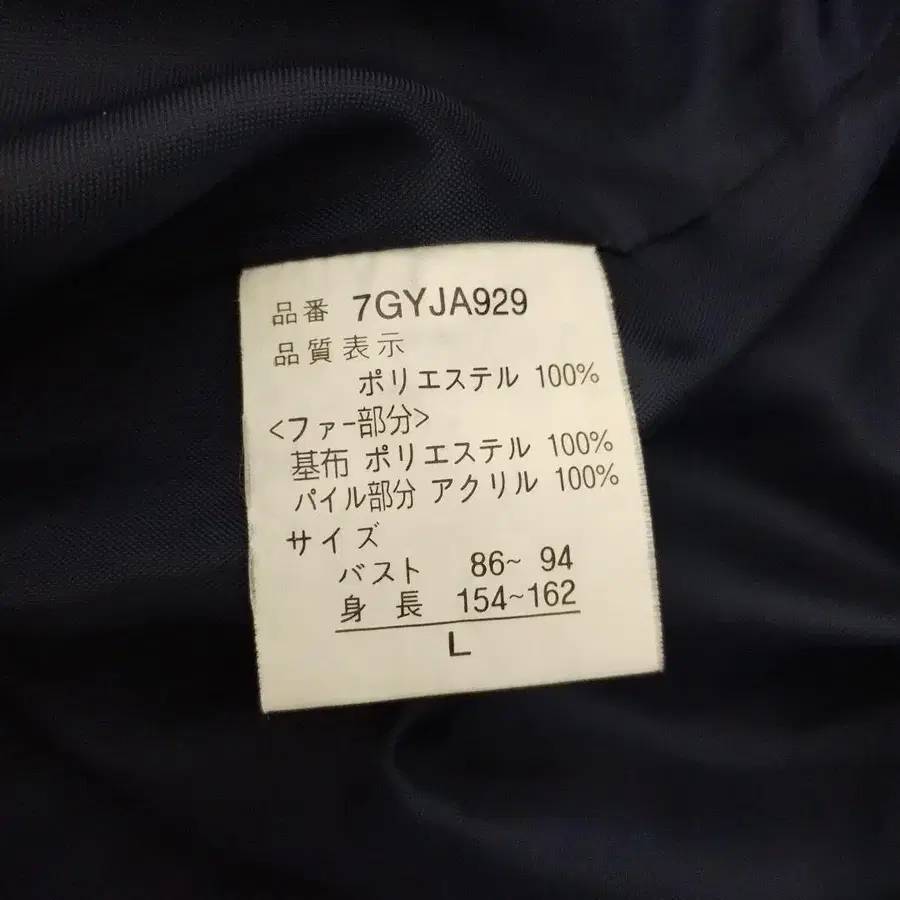 品番 7GYJA929
品質表示
ポリエステル 100%
<ファー部分>
基布 ポリエステル 100%
パイル部分 アクリル 100%
サイズ
バスト 86~ 94
身長 154~162
L